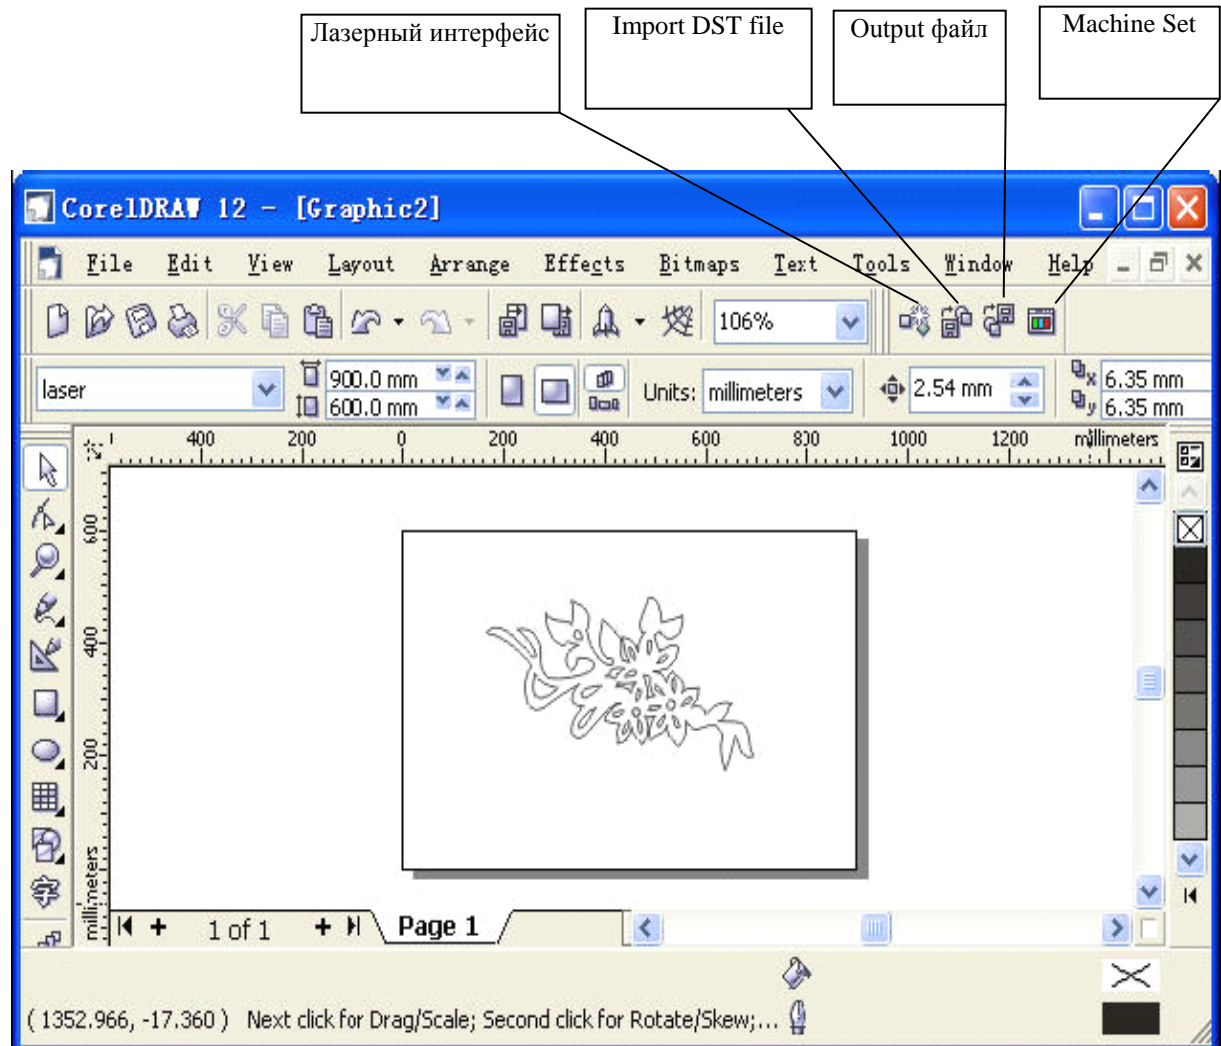 Лазерный интерфейс
Import DST file
Output файл
Machine Set
CorelDRAW 12 - [Graphic2]
File Edit View Layout Arrange Effects Bitmaps Text Tools Window Help
106%
laser
900.0 mm
600.0 mm
Units: millimeters
2.54 mm
x 6.35 mm
y 6.35 mm
400 200 0 200 400 600 800 1000 1200 millimeters
600
400
200
millimeters
字
1 of 1
Page 1
( 1352.966, -17.360 ) Next click for Drag/Scale; Second click for Rotate/Skew;...